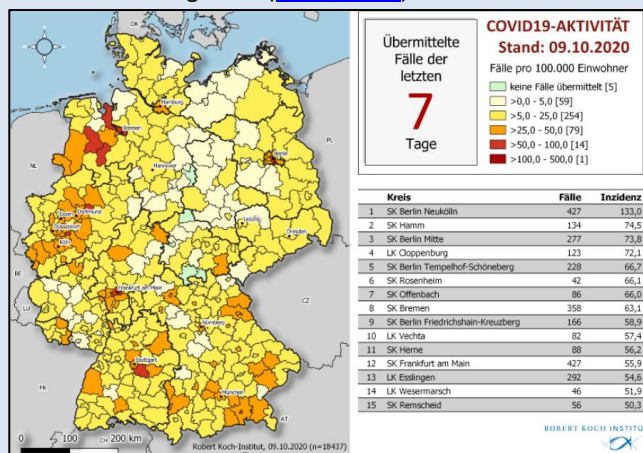 DK
Hamburg
Bremen
Berlin
PL
NL
Hannover
Essen
Dortmund
Düsseldorf
Leipzig
Köln
Dresden
BE
Frankfurt am Main
CZ
LU
Nürnberg
Stuttgart
FR
München
AT
CH
0 100 200 km
Robert Koch-Institut, 09.10.2020 (n=18437)
Übermittelte
Fälle der
letzten
7
Tage
COVID19-AKTIVITÄT
Stand: 09.10.2020
Fälle pro 100.000 Einwohner
keine Fälle übermittelt [5]
>0,0 - 5,0 [59]
>5,0 - 25,0 [254]
>25,0 - 50,0 [79]
>50,0 - 100,0 [14]
>100,0 - 500,0 [1]
Kreis Fälle Inzidenz
1 SK Berlin Neukölln 427 133,0
2 SK Hamm 134 74,5
3 SK Berlin Mitte 277 73,8
4 LK Cloppenburg 123 72,1
5 SK Berlin Tempelhof-Schöneberg 228 66,7
6 SK Rosenheim 42 66,1
7 SK Offenbach 86 66,0
8 SK Bremen 358 63,1
9 SK Berlin Friedrichshain-Kreuzberg 166 58,9
10 LK Vechta 82 57,4
11 SK Herne 88 56,2
12 SK Frankfurt am Main 427 55,9
13 LK Esslingen 292 54,6
14 LK Wesermarsch 46 51,9
15 SK Remscheid 56 50,3
ROBERT KOCH INSTITU